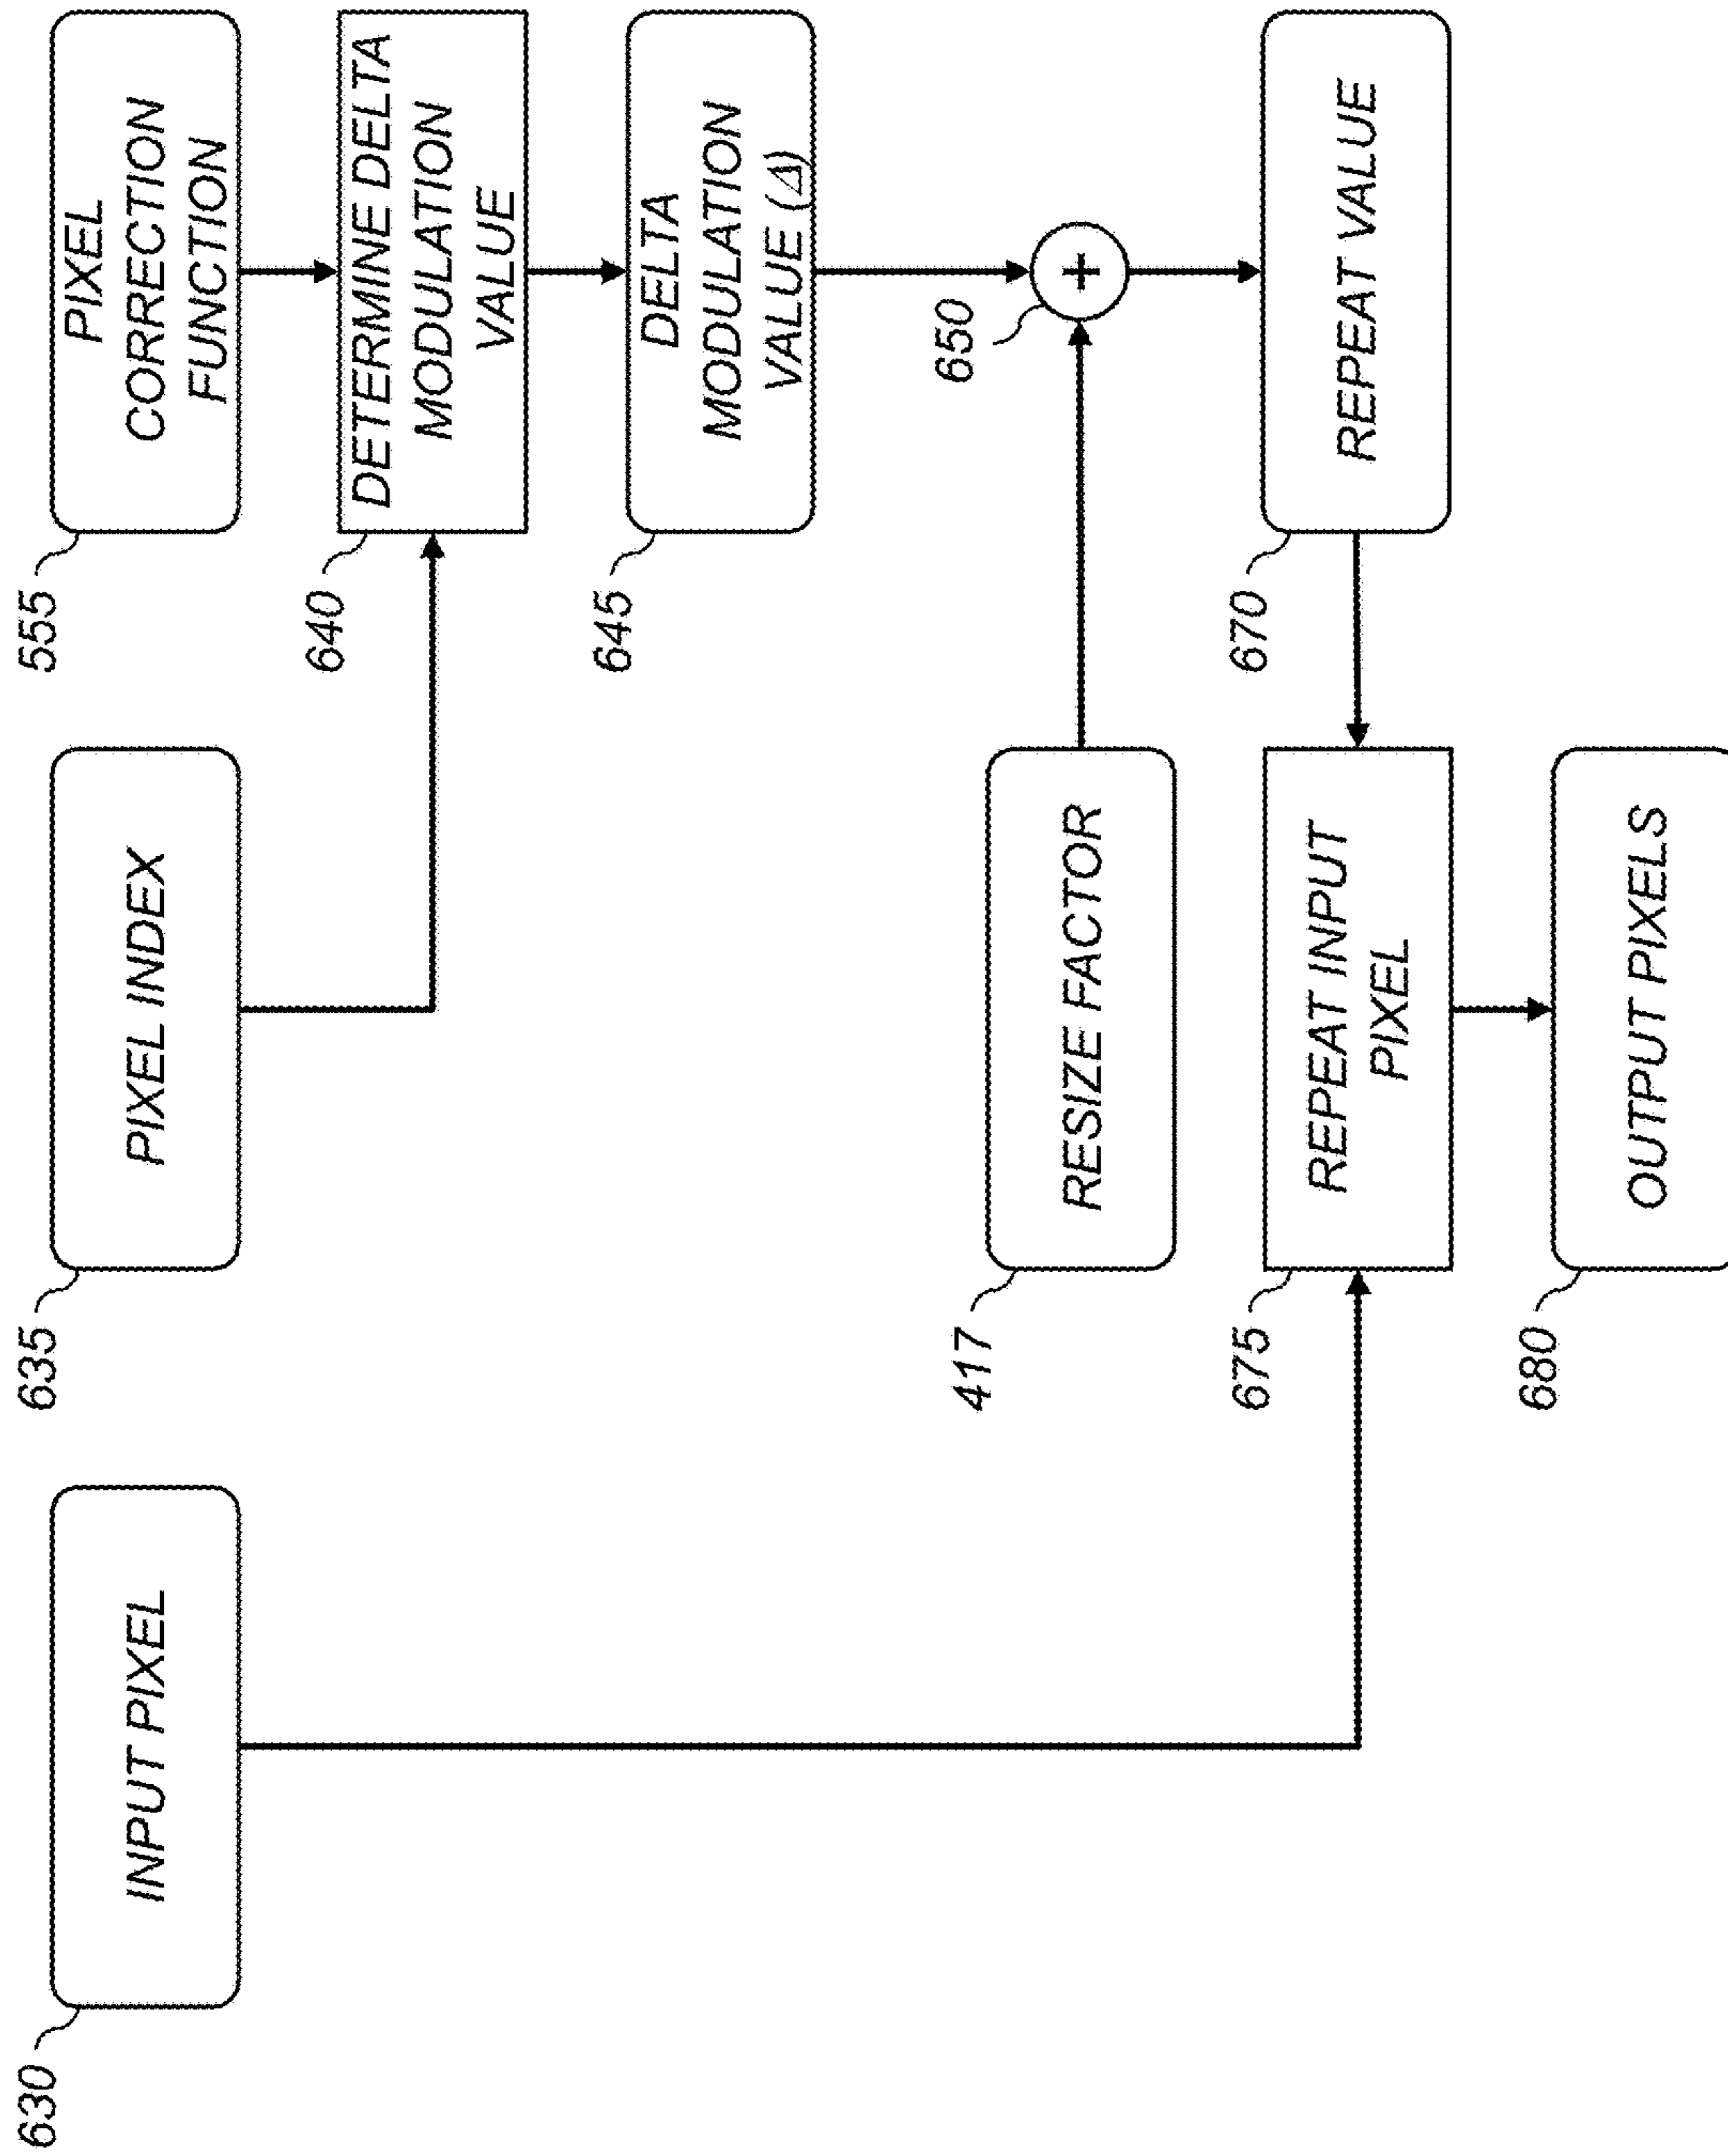 630
INPUT PIXEL
635
PIXEL INDEX
555
PIXEL
CORRECTION
FUNCTION
640
DETERMINE DELTA
MODULATION
VALUE
645
DELTA
MODULATION
VALUE (Δ)
417
RESIZE FACTOR
650
+
675
REPEAT INPUT
PIXEL
670
REPEAT VALUE
680
OUTPUT PIXELS